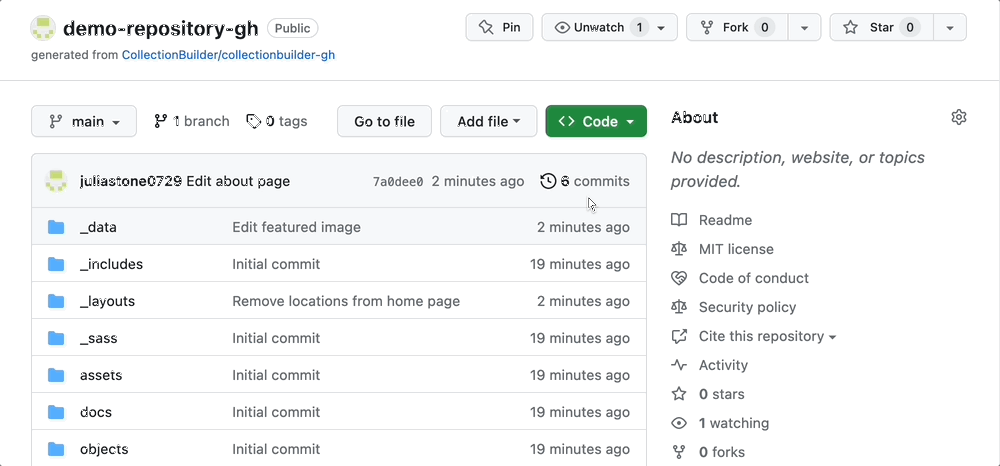 demo-repository-gh Public Pin Unwatch 1 Fork 0 Star 0
generated from CollectionBuilder/collectionbuilder-gh
main 1 branch 0 tags Go to file Add file Code
juliastone0729 Edit about page 7a0dee0 2 minutes ago 6 commits
_data Edit featured image 2 minutes ago
_includes Initial commit 19 minutes ago
_layouts Remove locations from home page 2 minutes ago
_sass Initial commit 19 minutes ago
assets Initial commit 19 minutes ago
docs Initial commit 19 minutes ago
objects Initial commit 19 minutes ago
About
No description, website, or topics
provided.
Readme
MIT license
Code of conduct
Security policy
Cite this repository
Activity
0 stars
1 watching
0 forks